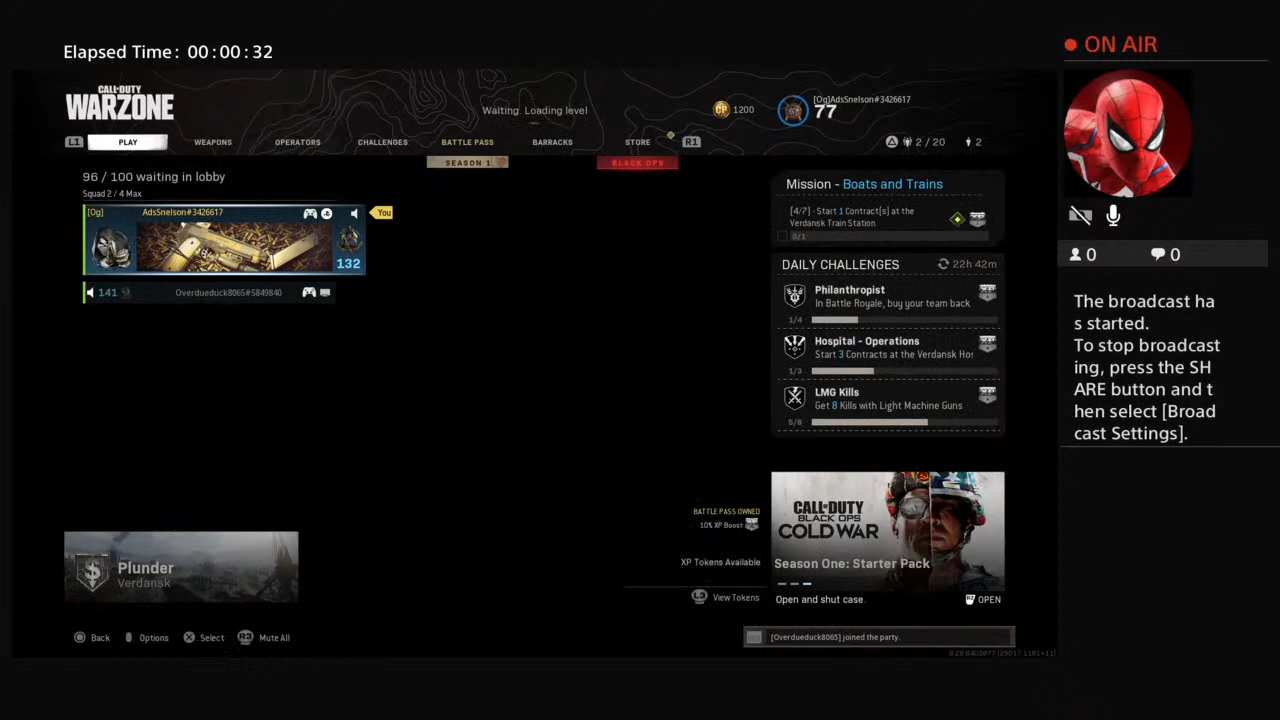 Elapsed Time: 00:00:32
ON AIR
CALL OF DUTY
WARZONE
Waiting. Loading level
CP 1200
[Og]AdsSnelson#3426617
77
L1 PLAY WEAPONS OPERATORS CHALLENGES BATTLE PASS BARRACKS STORE R1
2 / 20 2
SEASON 1 BLACK OPS
96 / 100 waiting in lobby
Squad 2 / 4 Max
[Og] AdsSnelson#3426617
You
132
141 Overdueduck8065#5849840
Mission - Boats and Trains
[4/7] - Start 1 Contract[s] at the
Verdansk Train Station
0/1
DAILY CHALLENGES 22h 42m
Philanthropist
In Battle Royale, buy your team back
1/4
Hospital - Operations
Start 3 Contracts at the Verdansk Hos
1/3
LMG Kills
Get 8 Kills with Light Machine Guns
5/8
0 0
The broadcast ha
s started.
To stop broadcast
ing, press the SH
ARE button and t
hen select [Broad
cast Settings].
BATTLE PASS OWNED
10% XP Boost
XP Tokens Available
View Tokens
CALL OF DUTY
BLACK OPS
COLD WAR
Season One: Starter Pack
Open and shut case.
R2 OPEN
Plunder
Verdansk
Back Options Select R3 Mute All
[Overdueduck8065] joined the party.